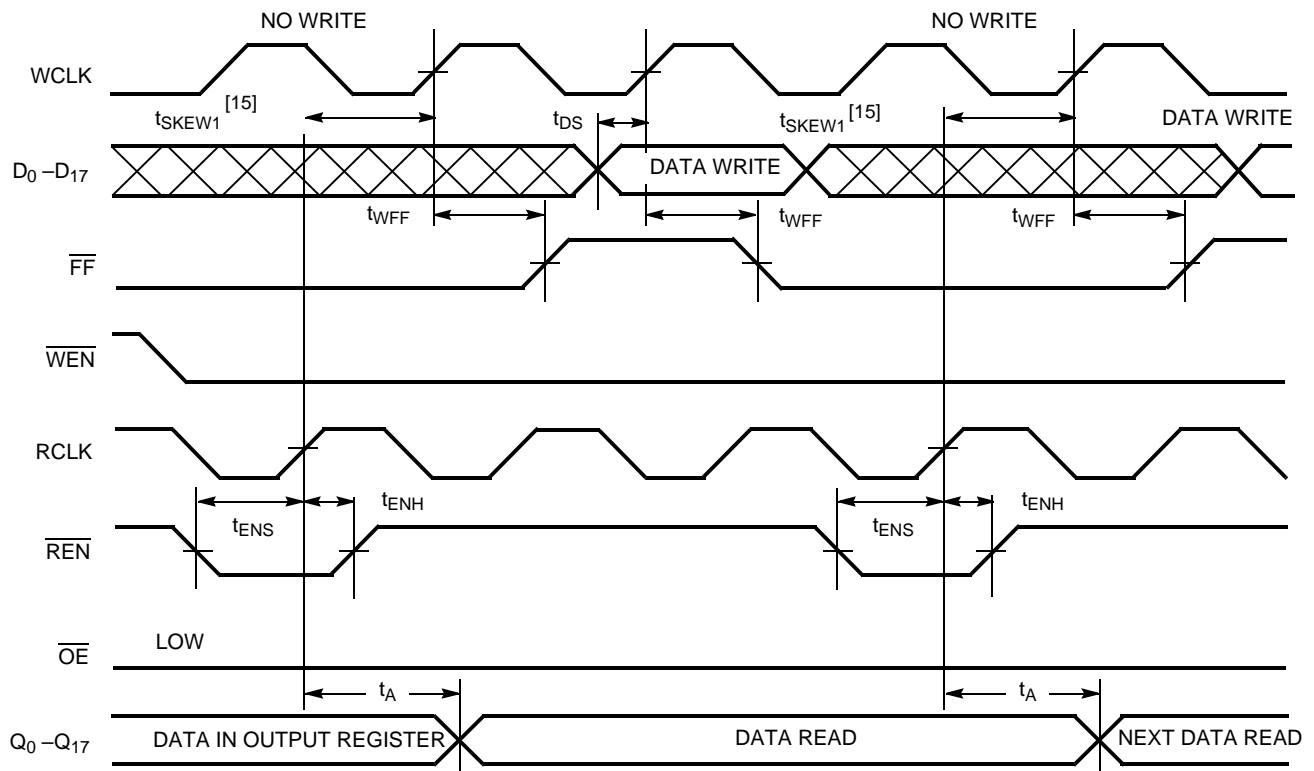 NO WRITE NO WRITE
WCLK
tSKEW1 [15] tDS tSKEW1 [15] DATA WRITE
D0 –D17 DATA WRITE
tWFF tWFF tWFF
FF
WEN
RCLK
tENS tENH tENS tENH
REN
OE LOW
tA tA
Q0 –Q17 DATA IN OUTPUT REGISTER DATA READ NEXT DATA READ